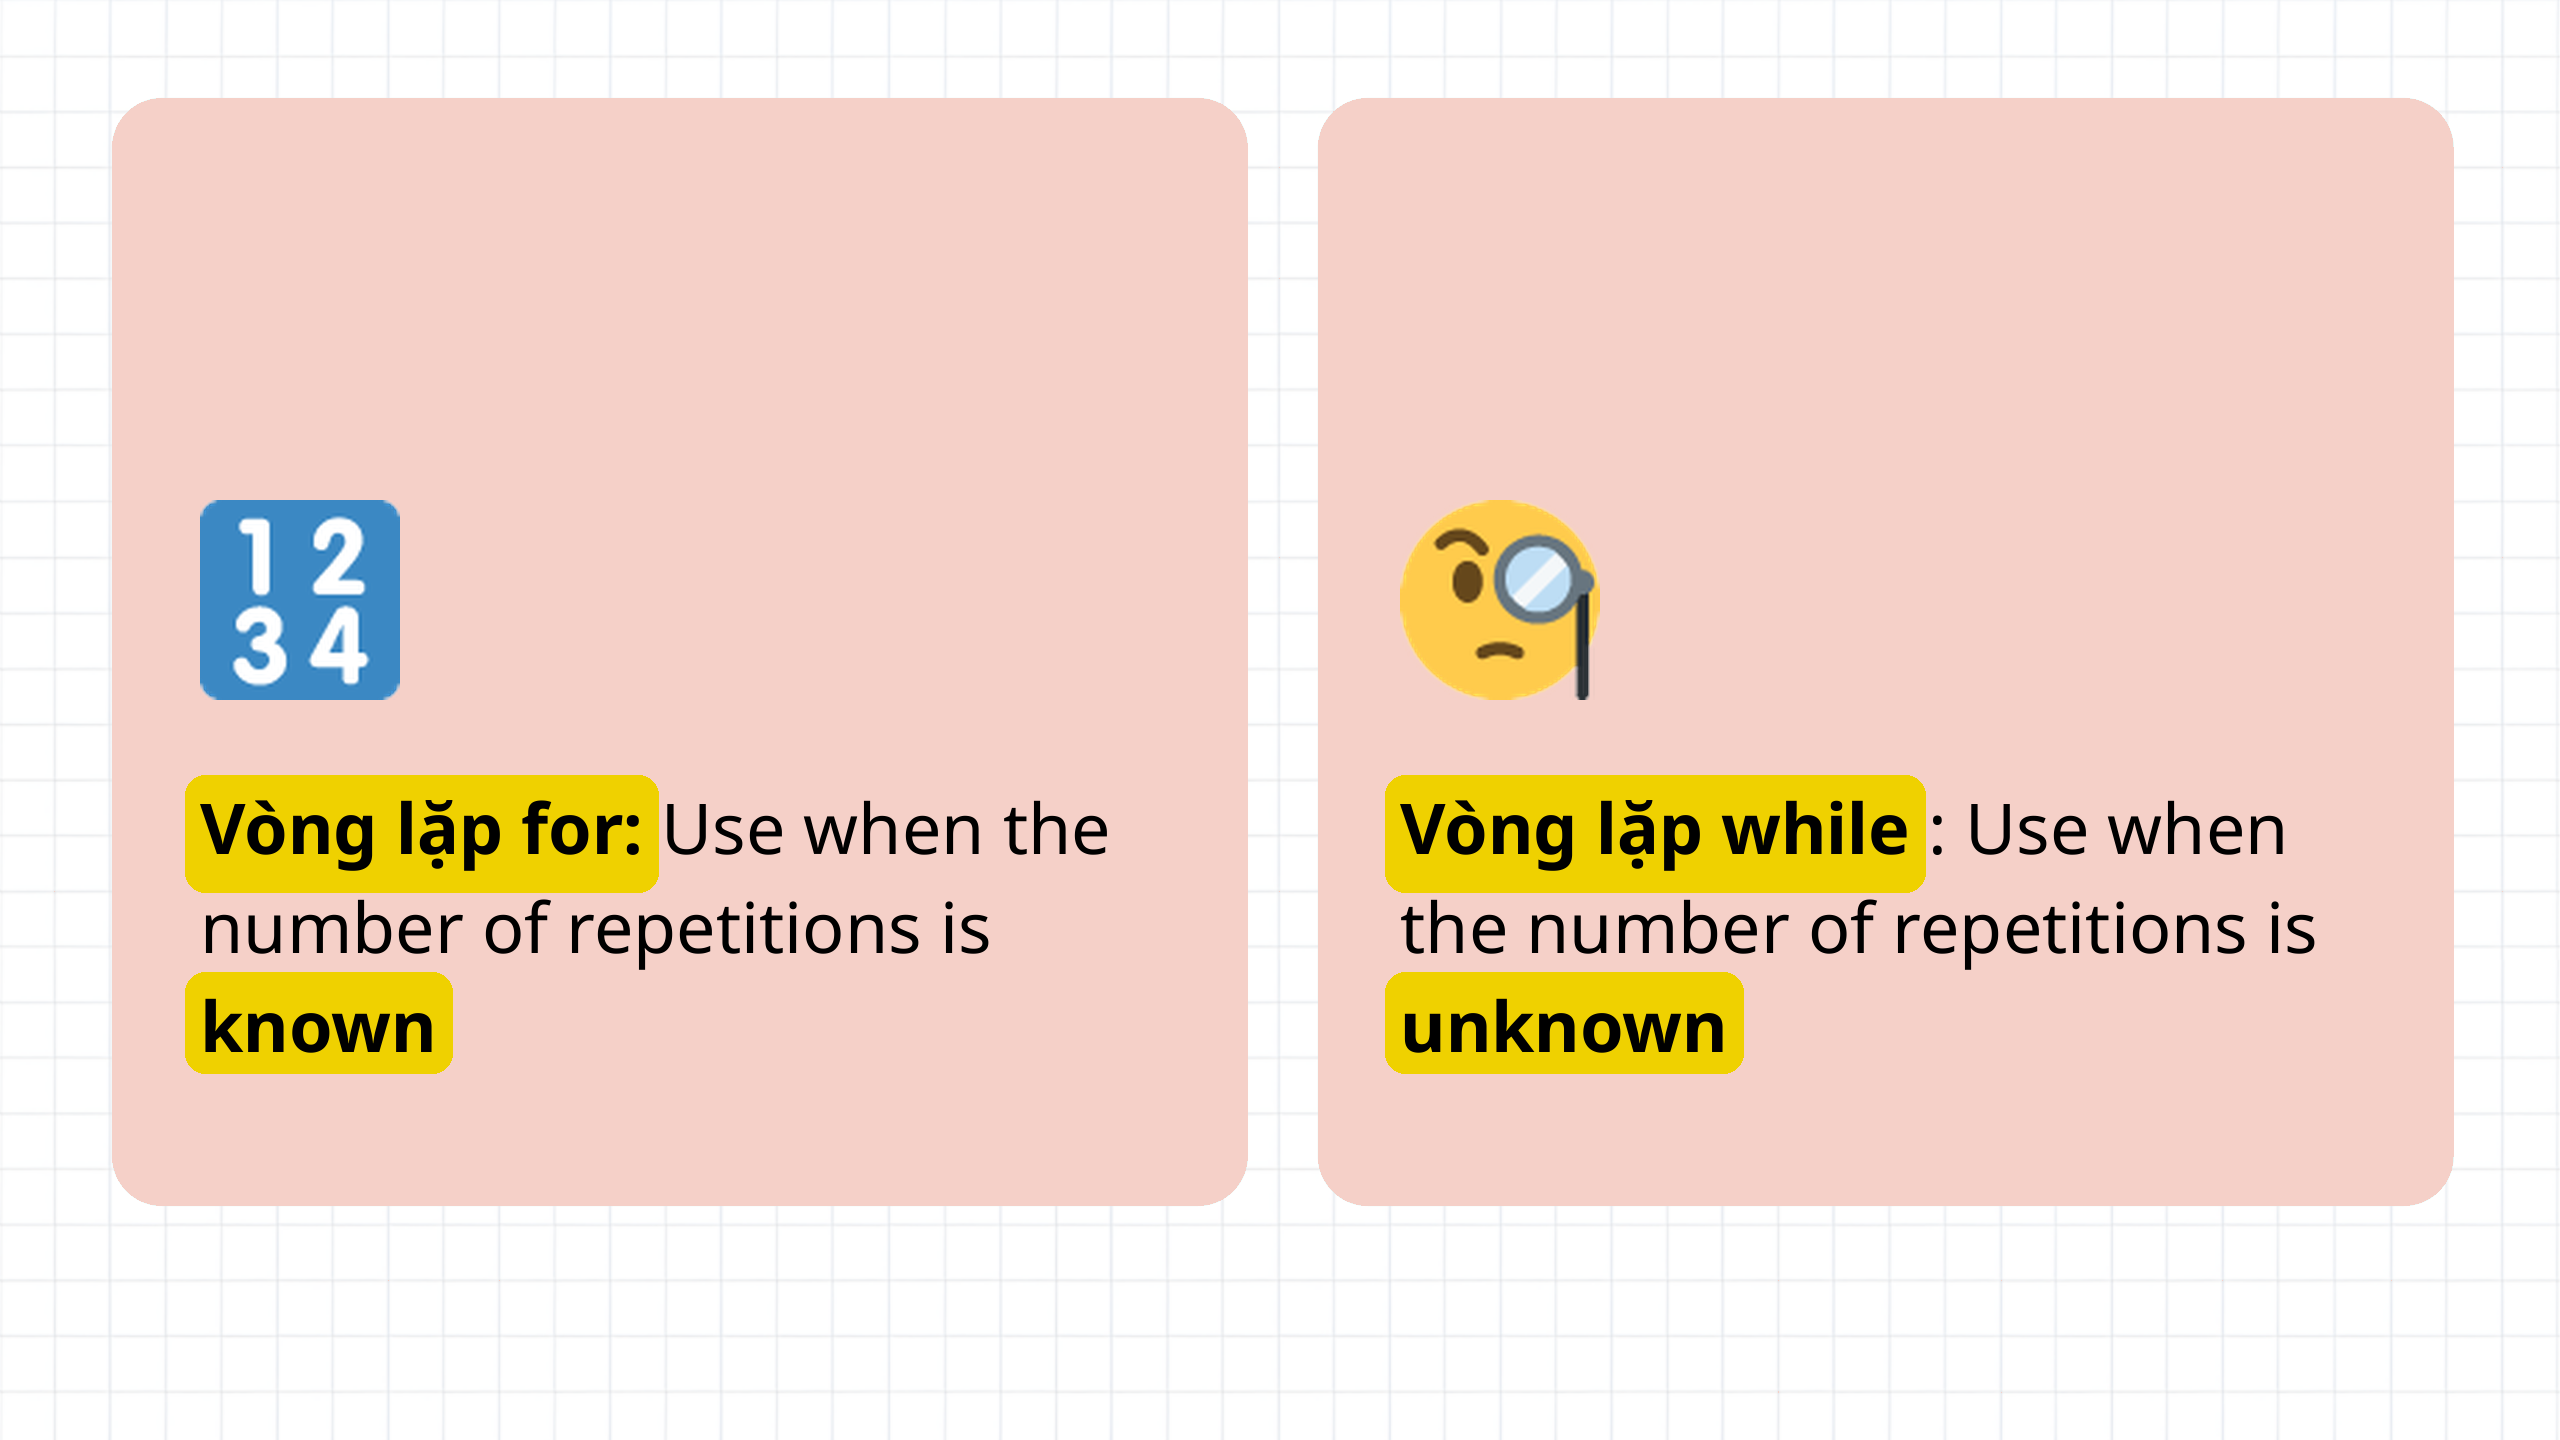 1 2
3 4
Vòng lặp for: Use when the
number of repetitions is
known
Vòng lặp while : Use when
the number of repetitions is
unknown